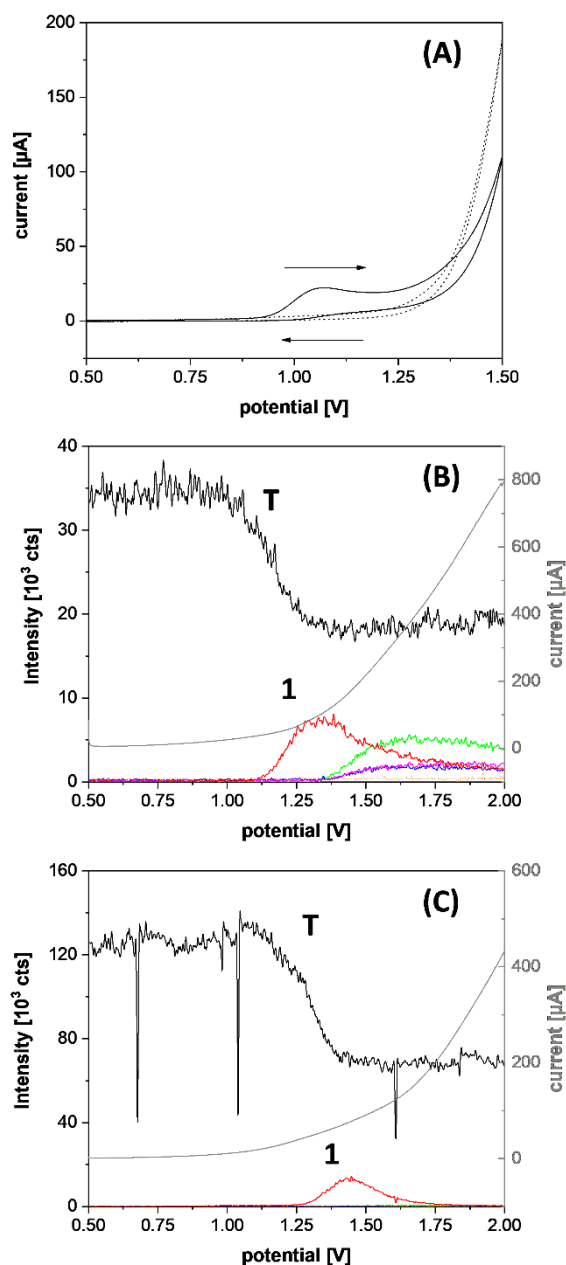 (A)
200
150
100
50
0
current [µA]
0.50 0.75 1.00 1.25 1.50
potential [V]
(B)
40
30
20
10
0
Intensity [10³ cts]
T
1
800
600
400
200
0
current [µA]
0.50 0.75 1.00 1.25 1.50 1.75 2.00
potential [V]
(C)
160
120
80
40
0
Intensity [10³ cts]
T
1
600
400
200
0
current [µA]
0.50 0.75 1.00 1.25 1.50 1.75 2.00
potential [V]